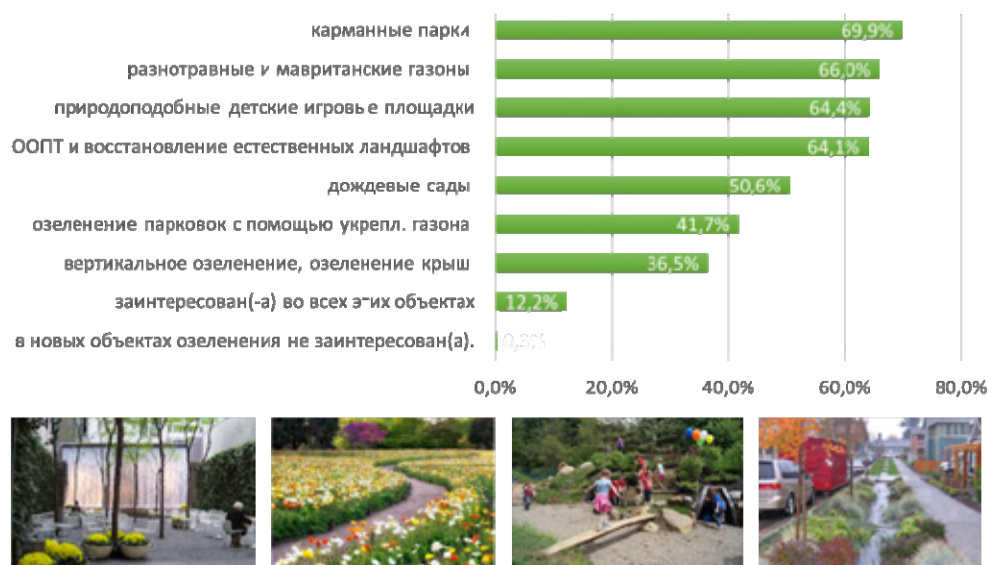 карманные парки 69,9%
разнотравные и мавританские газоны 66,0%
природоподобные детские игровые площадки 64,4%
ООПТ и восстановление естественных ландшафтов 64,1%
дождевые сады 50,6%
озеленение парковок с помощью укрепл. газона 41,7%
вертикальное озеленение, озеленение крыш 36,5%
заинтересован(-а) во всех этих объектах 12,2%
в новых объектах озеленения не заинтересован(а). 0,3%
0,0% 20,0% 40,0% 60,0% 80,0%